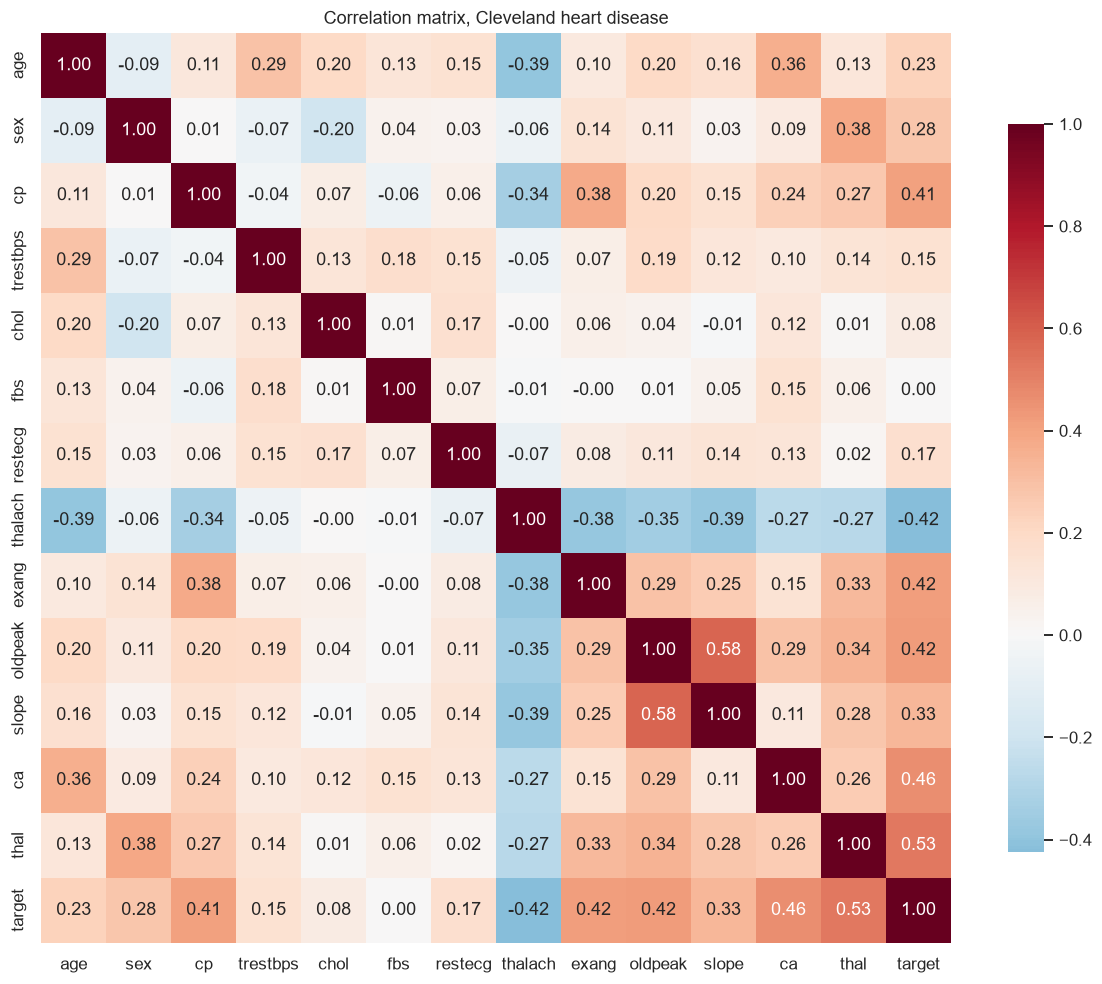 Correlation matrix, Cleveland heart disease
age 1.00 -0.09 0.11 0.29 0.20 0.13 0.15 -0.39 0.10 0.20 0.16 0.36 0.13 0.23
sex -0.09 1.00 0.01 -0.07 -0.20 0.04 0.03 -0.06 0.14 0.11 0.03 0.09 0.38 0.28
cp 0.11 0.01 1.00 -0.04 0.07 -0.06 0.06 -0.34 0.38 0.20 0.15 0.24 0.27 0.41
trestbps 0.29 -0.07 -0.04 1.00 0.13 0.18 0.15 -0.05 0.07 0.19 0.12 0.10 0.14 0.15
chol 0.20 -0.20 0.07 0.13 1.00 0.01 0.17 -0.00 0.06 0.04 -0.01 0.12 0.01 0.08
fbs 0.13 0.04 -0.06 0.18 0.01 1.00 0.07 -0.01 -0.00 0.01 0.05 0.15 0.06 0.00
restecg 0.15 0.03 0.06 0.15 0.17 0.07 1.00 -0.07 0.08 0.11 0.14 0.13 0.02 0.17
thalach -0.39 -0.06 -0.34 -0.05 -0.00 -0.01 -0.07 1.00 -0.38 -0.35 -0.39 -0.27 -0.27 -0.42
exang 0.10 0.14 0.38 0.07 0.06 -0.00 0.08 -0.38 1.00 0.29 0.25 0.15 0.33 0.42
oldpeak 0.20 0.11 0.20 0.19 0.04 0.01 0.11 -0.35 0.29 1.00 0.58 0.29 0.34 0.42
slope 0.16 0.03 0.15 0.12 -0.01 0.05 0.14 -0.39 0.25 0.58 1.00 0.11 0.28 0.33
ca 0.36 0.09 0.24 0.10 0.12 0.15 0.13 -0.27 0.15 0.29 0.11 1.00 0.26 0.46
thal 0.13 0.38 0.27 0.14 0.01 0.06 0.02 -0.27 0.33 0.34 0.28 0.26 1.00 0.53
target 0.23 0.28 0.41 0.15 0.08 0.00 0.17 -0.42 0.42 0.42 0.33 0.46 0.53 1.00
age sex cp trestbps chol fbs restecg thalach exang oldpeak slope ca thal target
1.0
0.8
0.6
0.4
0.2
0.0
−0.2
−0.4